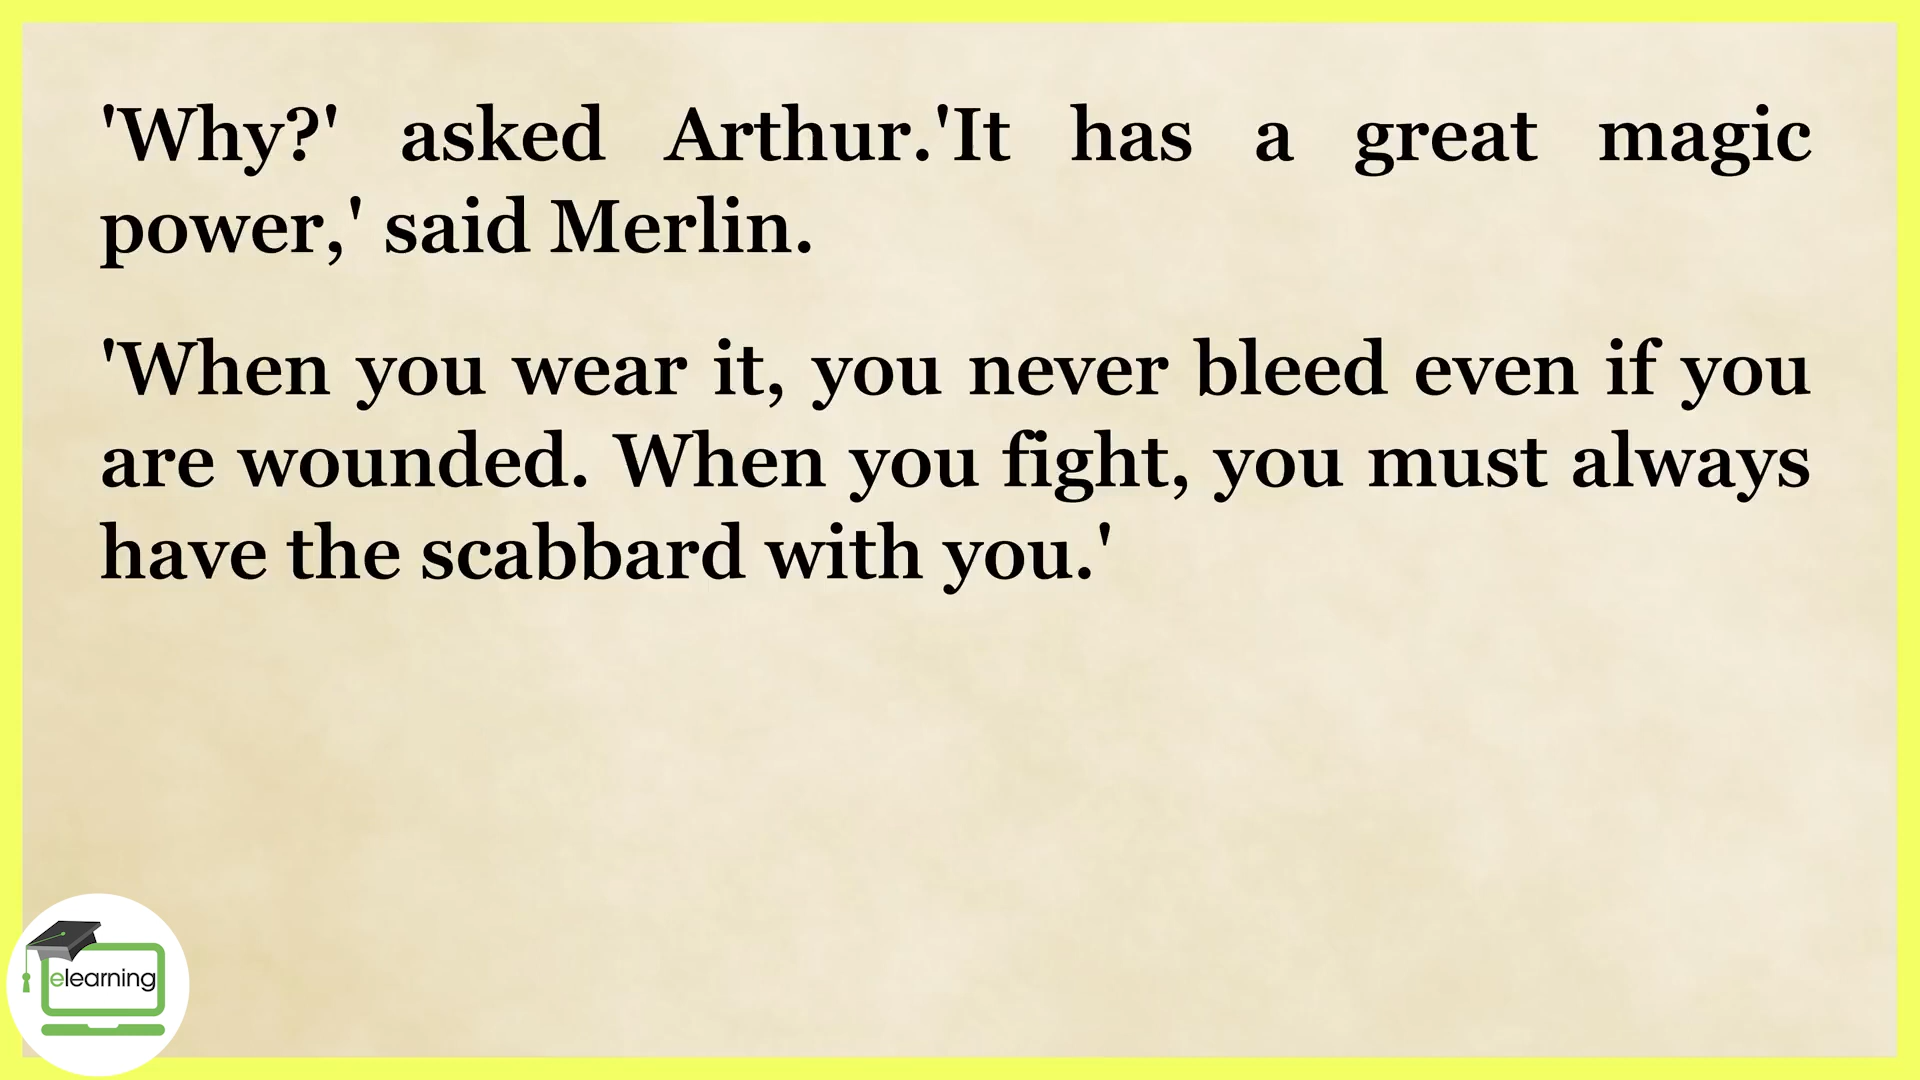 'Why?' asked Arthur.'It has a great magic
power,' said Merlin.
'When you wear it, you never bleed even if you
are wounded. When you fight, you must always
have the scabbard with you.'
elearning